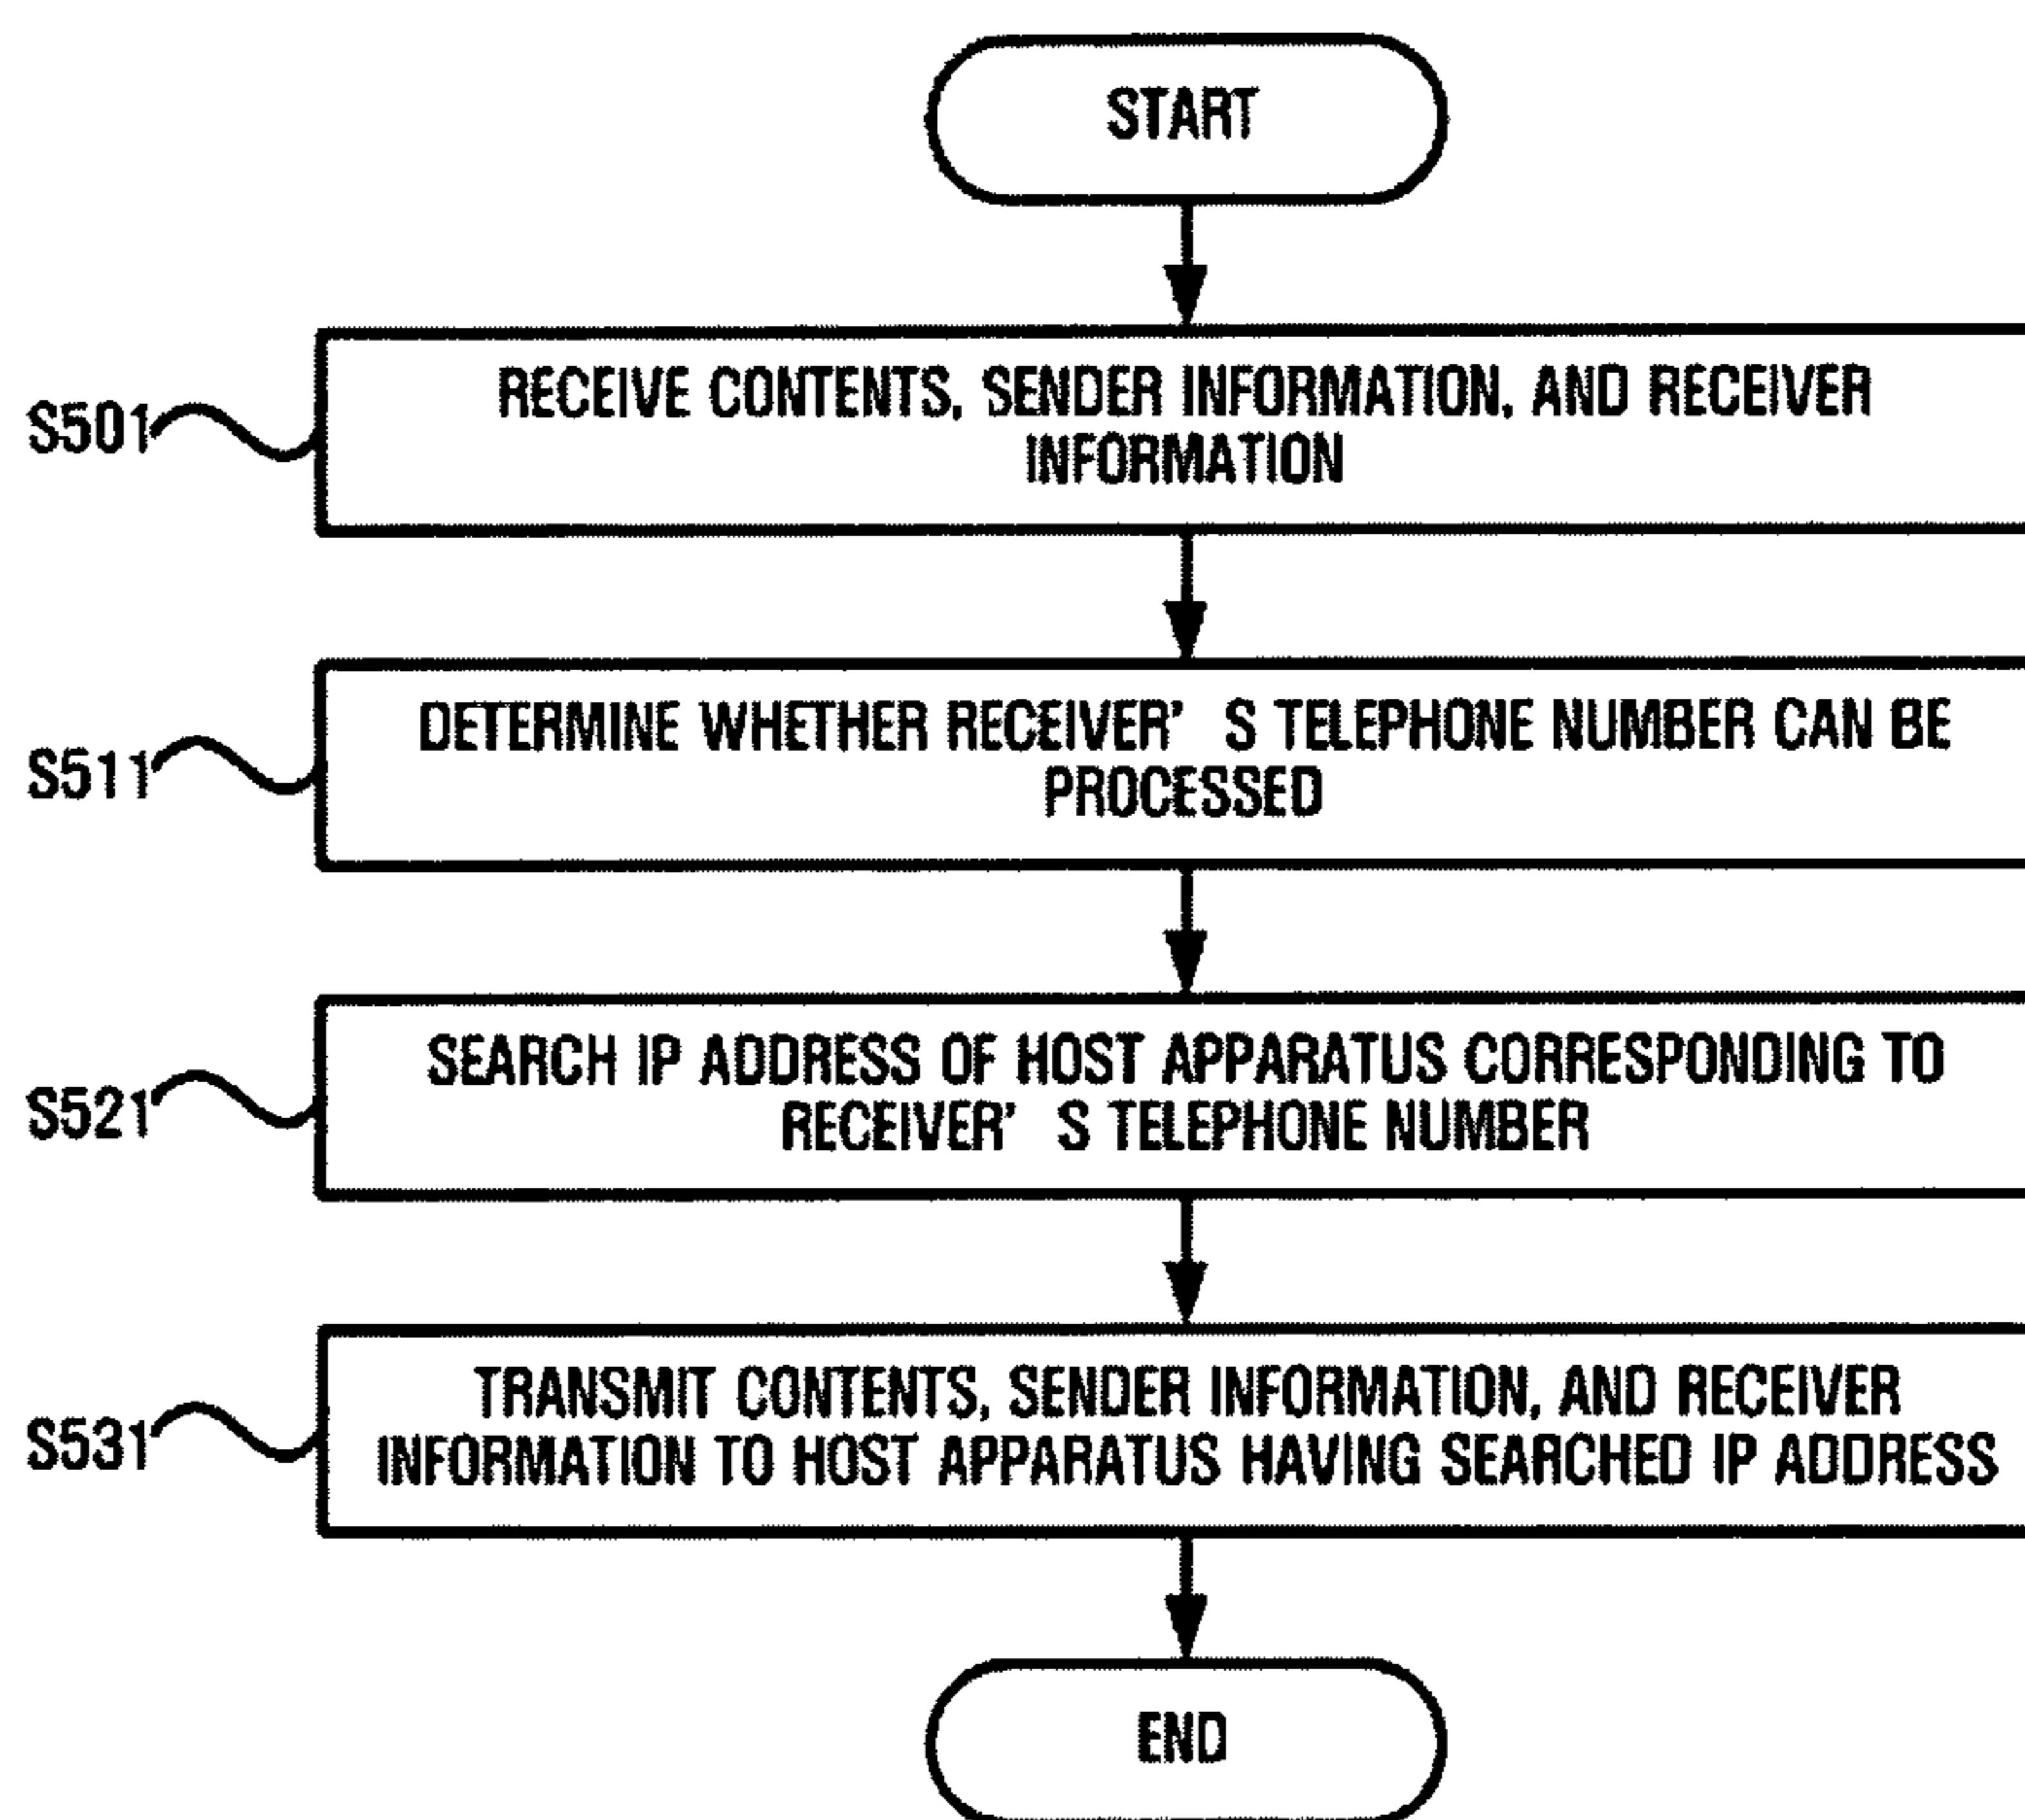 START
RECEIVE CONTENTS, SENDER INFORMATION, AND RECEIVER
INFORMATION
S501
DETERMINE WHETHER RECEIVER' S TELEPHONE NUMBER CAN BE
PROCESSED
S511
SEARCH IP ADDRESS OF HOST APPARATUS CORRESPONDING TO
RECEIVER' S TELEPHONE NUMBER
S521
TRANSMIT CONTENTS, SENDER INFORMATION, AND RECEIVER
INFORMATION TO HOST APPARATUS HAVING SEARCHED IP ADDRESS
S531
END